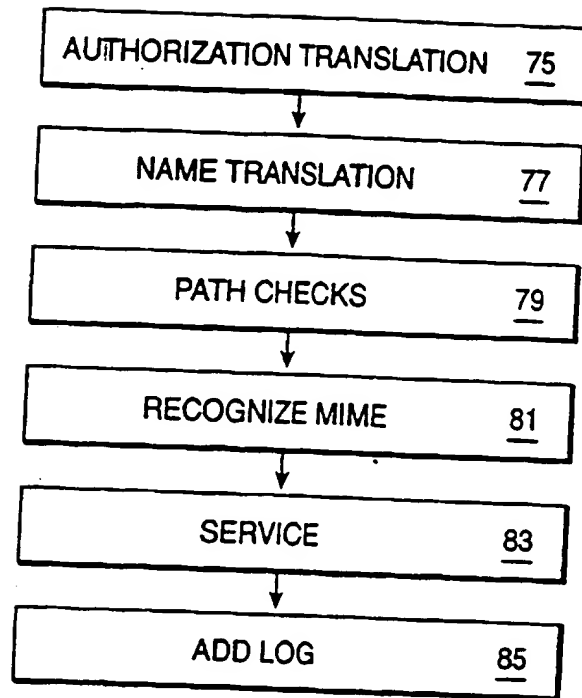 AUTHORIZATION TRANSLATION 75
NAME TRANSLATION 77
PATH CHECKS 79
RECOGNIZE MIME 81
SERVICE 83
ADD LOG 85